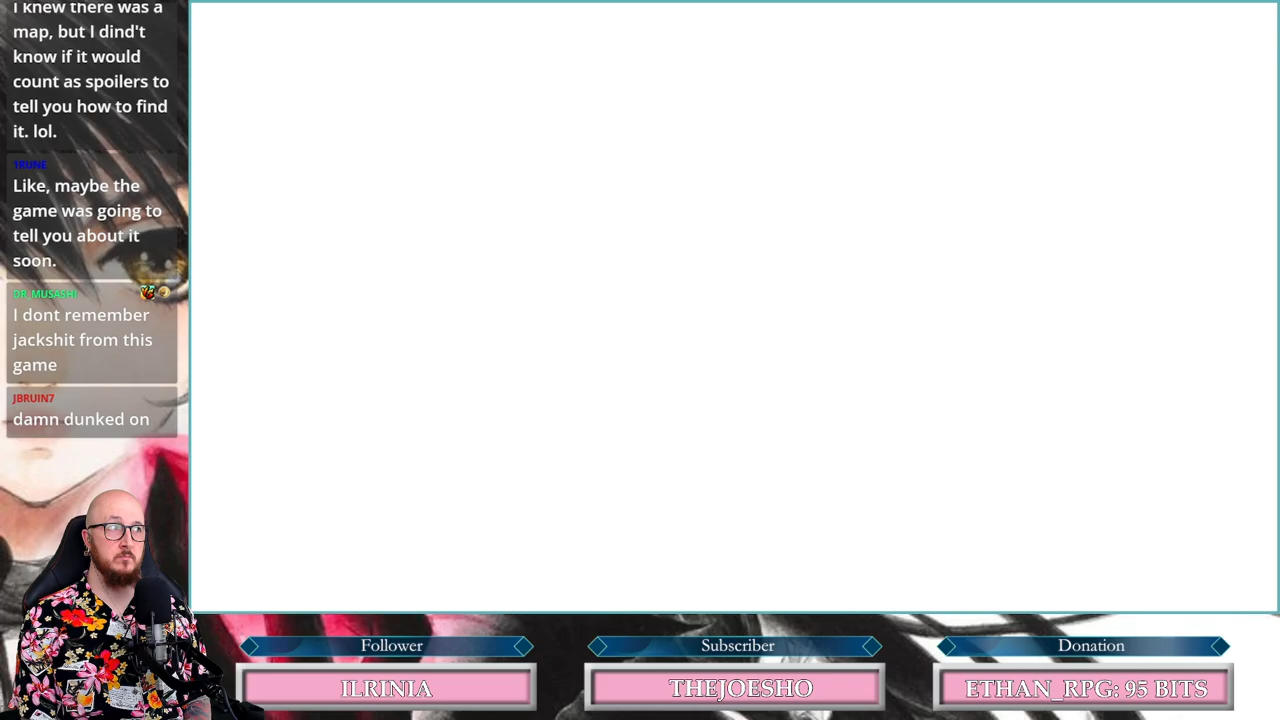 I knew there was a
map, but I dind't
know if it would
count as spoilers to
tell you how to find
it. lol.
1RUNE
Like, maybe the
game was going to
tell you about it
soon.
DR_MUSASHI
I dont remember
jackshit from this
game
JBRUIN7
damn dunked on
Follower
ILRINIA
Subscriber
THEJOESHO
Donation
ETHAN_RPG: 95 BITS